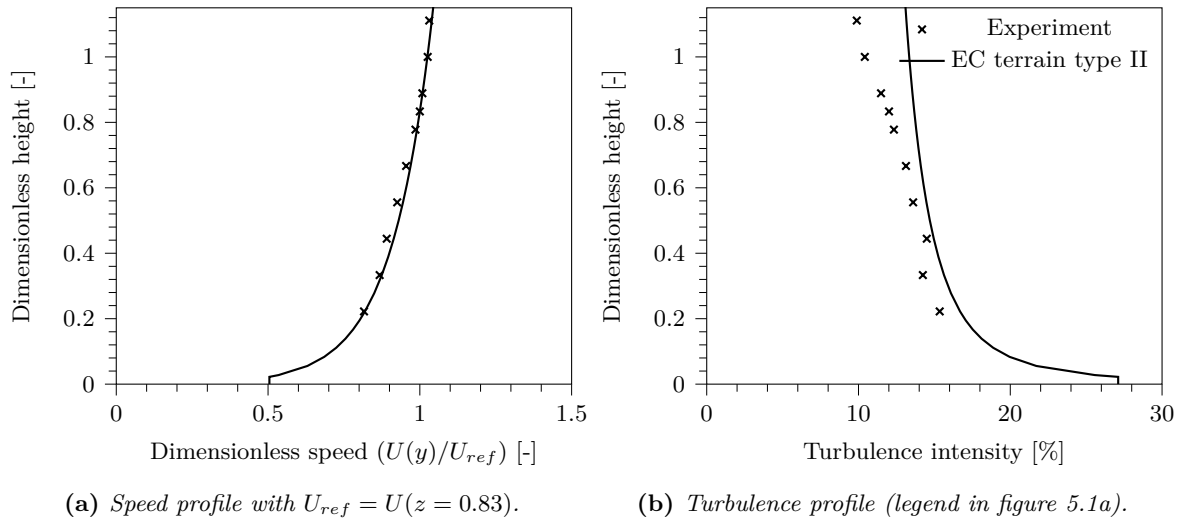 1
0.8
0.6
0.4
0.2
0
0
0.5
1
1.5
Dimensionless height [-]
Dimensionless speed (U(y)/U_ref) [-]
(a) Speed profile with U_ref = U(z = 0.83).
Experiment
EC terrain type II
1
0.8
0.6
0.4
0.2
0
0
10
20
30
Dimensionless height [-]
Turbulence intensity [%]
(b) Turbulence profile (legend in figure 5.1a).